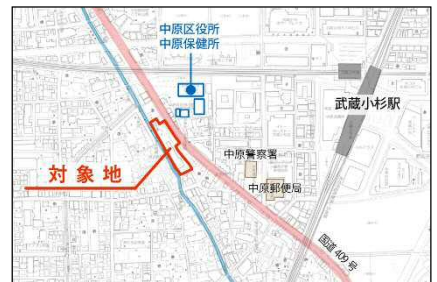 中原区役所
中原保健所
武蔵小杉駅
中原警察署
対象地
中原郵便局
国道409号